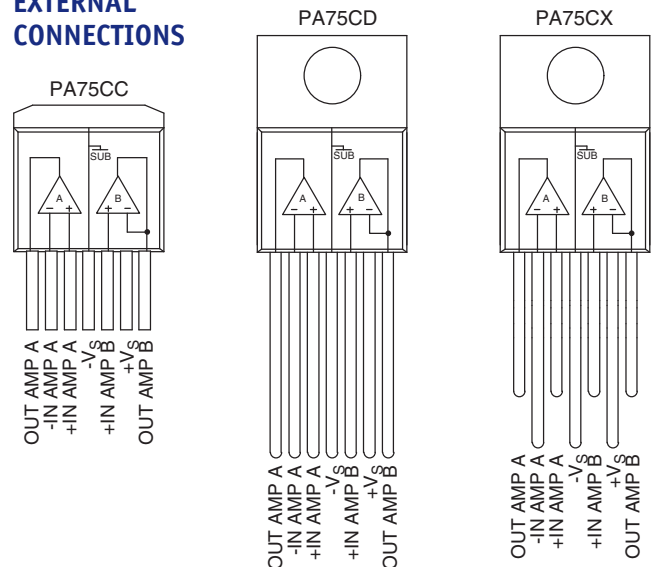 EXTERNAL
CONNECTIONS
PA75CC
SUB
A
B
- +
+ -
OUT AMP A
-IN AMP A
+IN AMP A
-VS
+IN AMP B
+VS
OUT AMP B
PA75CD
SUB
A
B
- +
+ -
OUT AMP A
-IN AMP A
+IN AMP A
-VS
+IN AMP B
+VS
OUT AMP B
PA75CX
SUB
A
B
- +
+ -
OUT AMP A
-IN AMP A
+IN AMP A
-VS
+IN AMP B
+VS
OUT AMP B